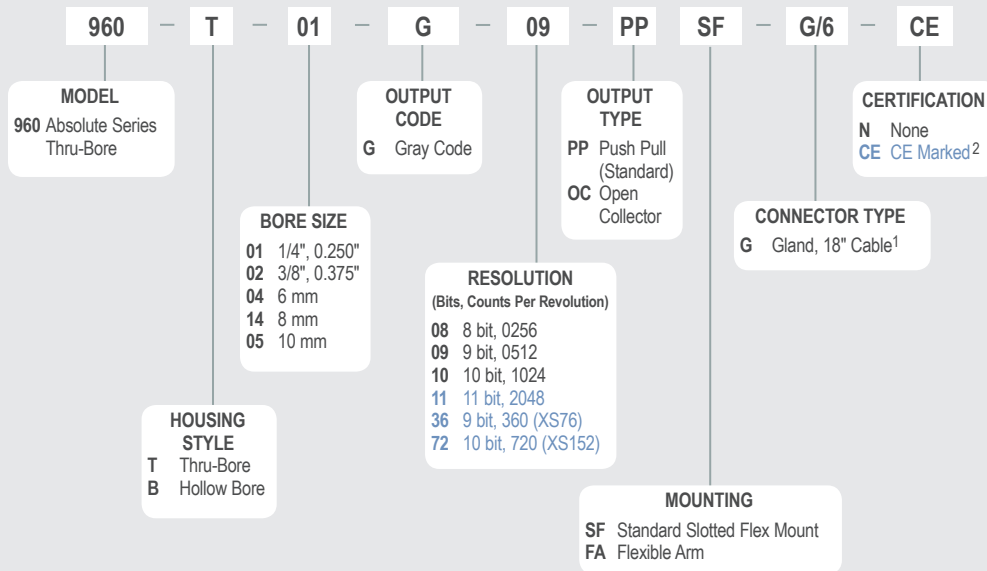 960 – T – 01 – G – 09 – PP SF – G/6 – CE
MODEL
960 Absolute Series
Thru-Bore
HOUSING
STYLE
T Thru-Bore
B Hollow Bore
BORE SIZE
01 1/4", 0.250"
02 3/8", 0.375"
04 6 mm
14 8 mm
05 10 mm
OUTPUT
CODE
G Gray Code
RESOLUTION
(Bits, Counts Per Revolution)
08 8 bit, 0256
09 9 bit, 0512
10 10 bit, 1024
11 11 bit, 2048
36 9 bit, 360 (XS76)
72 10 bit, 720 (XS152)
OUTPUT
TYPE
PP Push Pull
(Standard)
OC Open
Collector
MOUNTING
SF Standard Slotted Flex Mount
FA Flexible Arm
CONNECTOR TYPE
G Gland, 18" Cable1
CERTIFICATION
N None
CE CE Marked2